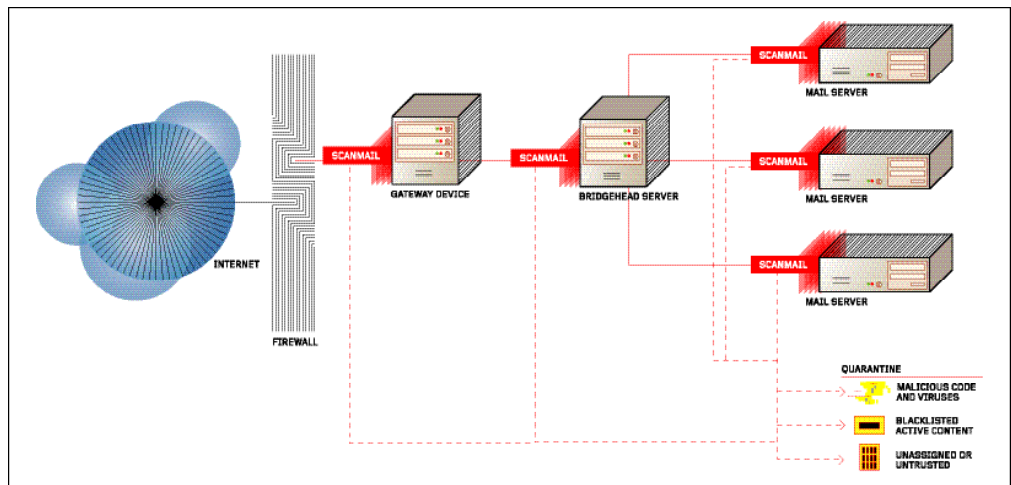 SCANMAIL
MAIL SERVER
SCANMAIL
GATEWAY DEVICE
SCANMAIL
BRIDGEHEAD SERVER
SCANMAIL
MAIL SERVER
INTERNET
SCANMAIL
MAIL SERVER
FIREWALL
QUARANTINE
MALICIOUS CODE
AND VIRUSES
BLACKLISTED
ACTIVE CONTENT
UNASSIGNED OR
UNTRUSTED